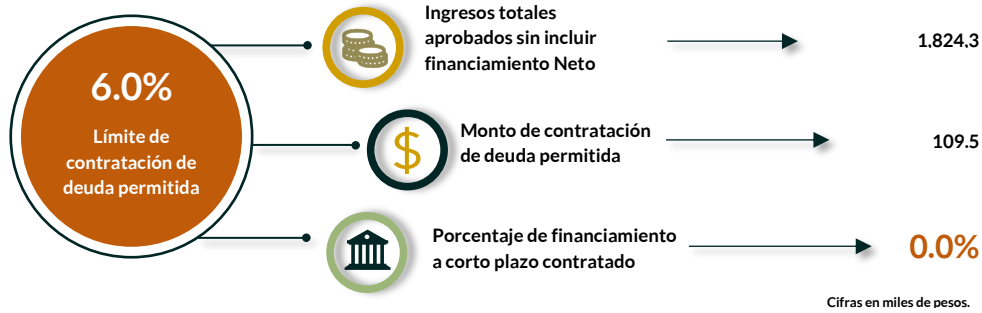 6.0%
Límite de
contratación de
deuda permitida
Ingresos totales
aprobados sin incluir
financiamiento Neto
1,824.3
Monto de contratación
de deuda permitida
109.5
Porcentaje de financiamiento
a corto plazo contratado
0.0%
Cifras en miles de pesos.